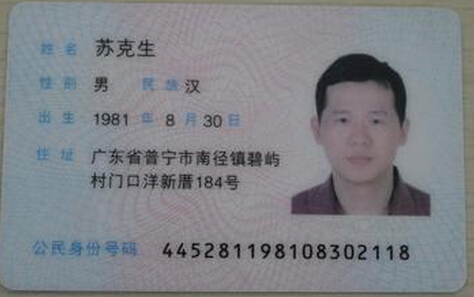 姓名 苏克生
性别 男 民族 汉
出生 1981 年 8 月 30 日
住址 广东省普宁市南径镇碧屿
村门口洋新厝184号
公民身份号码 445281198108302118